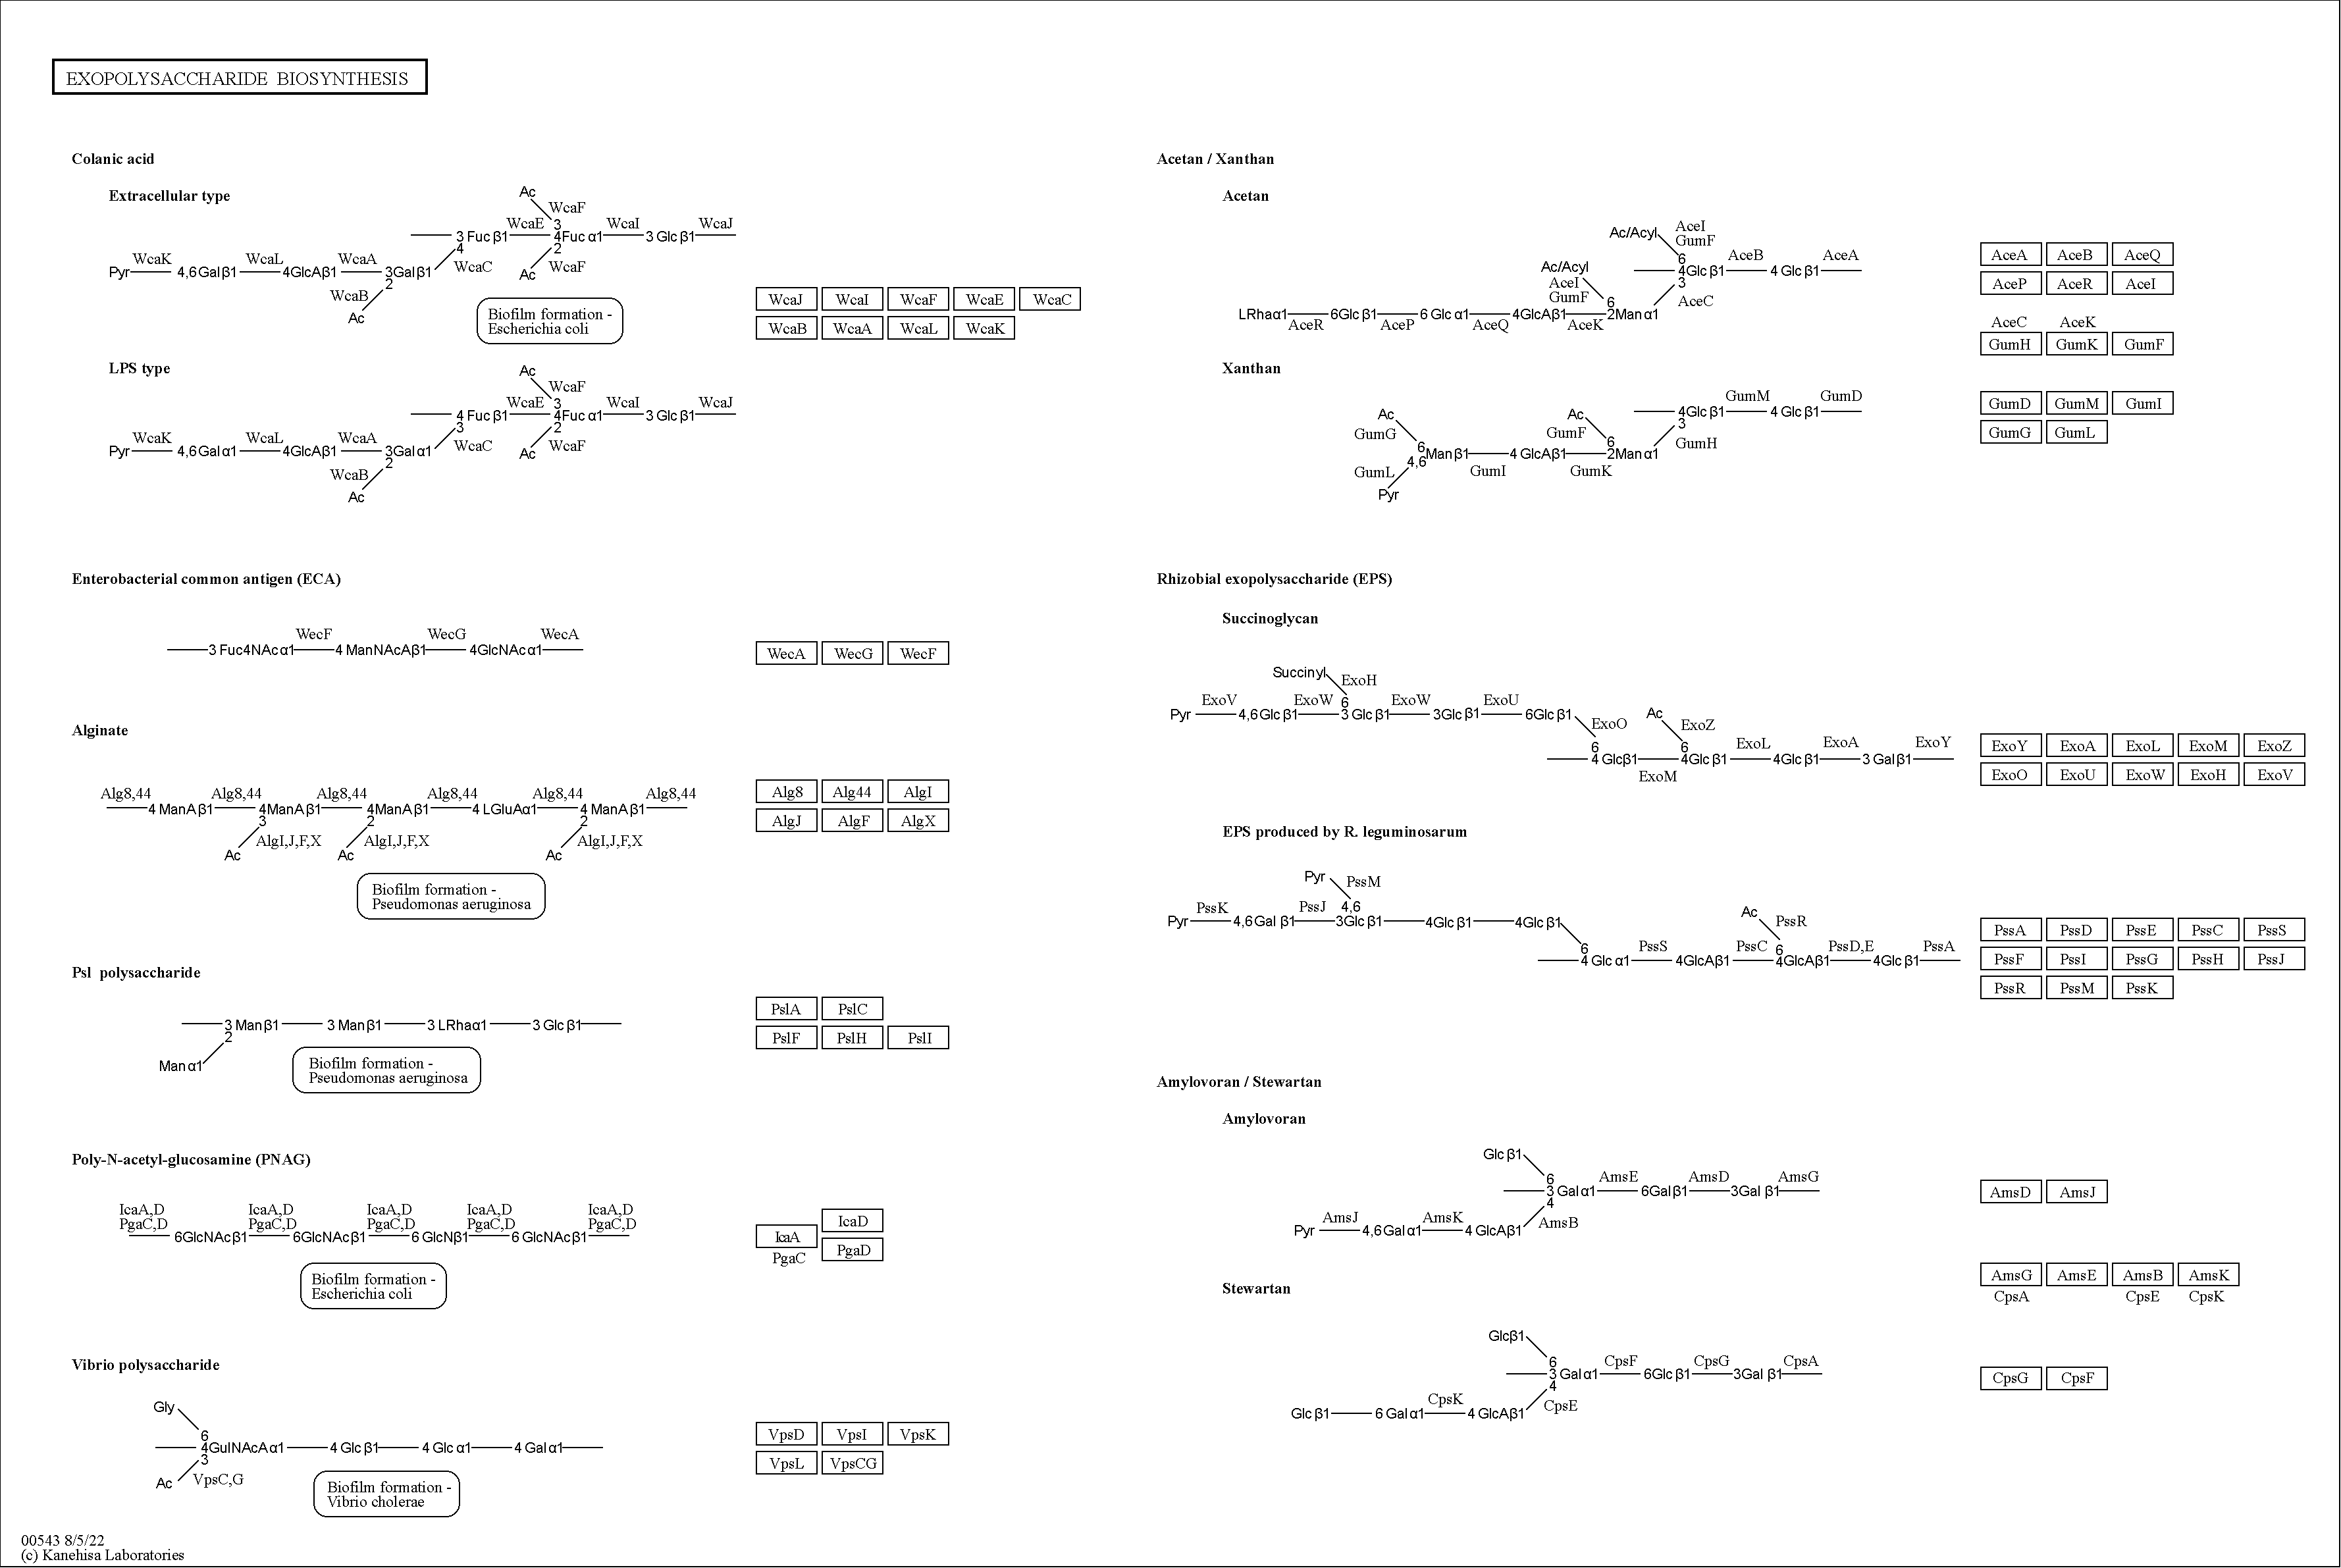 EXOPOLYSACCHARIDE BIOSYNTHESIS
Colanic acid
Extracellular type
Ac
WcaF
WcaE 3 WcaI WcaJ
3 Fuc β1 4Fuc α1 3 Glc β1
4 2
WcaK WcaL WcaA WcaC WcaF
Pyr 4,6Gal β1 4GlcAβ1 3Gal β1 Ac
2
WcaB
Ac
Biofilm formation -
Escherichia coli
WcaJ WcaI WcaF WcaE WcaC
WcaB WcaA WcaL WcaK
LPS type
Ac
WcaF
WcaE 3 WcaI WcaJ
4 Fuc β1 4Fuc α1 3 Glc β1
3 2
WcaK WcaL WcaA WcaC WcaF
Pyr 4,6Gal α1 4GlcAβ1 3Gal α1 Ac
2
WcaB
Ac
Enterobacterial common antigen (ECA)
WecF WecG WecA
3 Fuc4NAc α1 4 ManNAcAβ1 4GlcNAc α1
WecA WecG WecF
Alginate
Alg8,44 Alg8,44 Alg8,44 Alg8,44 Alg8,44 Alg8,44
4 ManA β1 4ManA β1 4ManA β1 4 LGluAα1 4 ManA β1
3 2 2
AlgI,J,F,X AlgI,J,F,X AlgI,J,F,X
Ac Ac Ac
Alg8 Alg44 AlgI
AlgJ AlgF AlgX
Biofilm formation -
Pseudomonas aeruginosa
Psl polysaccharide
3 Man β1 3 Man β1 3 LRhaα1 3 Glc β1
2
Man α1
Biofilm formation -
Pseudomonas aeruginosa
PslA PslC
PslF PslH PslI
Poly-N-acetyl-glucosamine (PNAG)
IcaA,D IcaA,D IcaA,D IcaA,D IcaA,D
PgaC,D PgaC,D PgaC,D PgaC,D PgaC,D
6GlcNAc β1 6GlcNAc β1 6 GlcNβ1 6 GlcNAc β1
IcaD
IcaA
PgaD
PgaC
Biofilm formation -
Escherichia coli
Vibrio polysaccharide
Gly
6
4GulNAcA α1 4 Glc β1 4 Glc α1 4 Gal α1
3
Ac VpsC,G
Biofilm formation -
Vibrio cholerae
VpsD VpsI VpsK
VpsL VpsCG
00543 8/5/22
(c) Kanehisa Laboratories
Acetan / Xanthan
Acetan
Ac/Acyl AceI
GumF
6 AceB AceA
4Glc β1 4 Glc β1
3
Ac/Acyl
AceI
GumF
6 AceC
LRhaα1 6Glc β1 6 Glc α1 4GlcAβ1 2Man α1
AceR AceP AceQ AceK
AceA AceB AceQ
AceP AceR AceI
AceC AceK
GumH GumK GumF
Xanthan
GumM GumD
4Glc β1 4 Glc β1
3
Ac Ac
GumG GumF GumH
6 6
Man β1 4 GlcAβ1 2Man α1
4,6
GumL GumI GumK
Pyr
GumD GumM GumI
GumG GumL
Rhizobial exopolysaccharide (EPS)
Succinoglycan
Succinyl
ExoH
ExoV ExoW 6 ExoW ExoU
Pyr 4,6Glc β1 3 Glc β1 3Glc β1 6Glc β1
ExoO Ac ExoZ
6 6 ExoL ExoA ExoY
4 Glcβ1 4Glc β1 4Glc β1 3 Gal β1
ExoM
ExoY ExoA ExoL ExoM ExoZ
ExoO ExoU ExoW ExoH ExoV
EPS produced by R. leguminosarum
Pyr PssM
PssK PssJ 4,6
Pyr 4,6Gal β1 3Glc β1 4Glc β1 4Glc β1
Ac PssR
6 PssS PssC 6 PssD,E PssA
4 Glc α1 4GlcAβ1 4GlcAβ1 4Glc β1
PssA PssD PssE PssC PssS
PssF PssI PssG PssH PssJ
PssR PssM PssK
Amylovoran / Stewartan
Amylovoran
Glc β1
6 AmsE AmsD AmsG
3 Gal α1 6Galβ1 3Gal β1
4
AmsJ AmsK AmsB
Pyr 4,6Gal α1 4 GlcAβ1
AmsD AmsJ
AmsG AmsE AmsB AmsK
CpsA CpsE CpsK
Stewartan
Glcβ1
6 CpsF CpsG CpsA
3 Gal α1 6Glc β1 3Gal β1
4
CpsK CpsE
Glc β1 6 Gal α1 4 GlcAβ1
CpsG CpsF